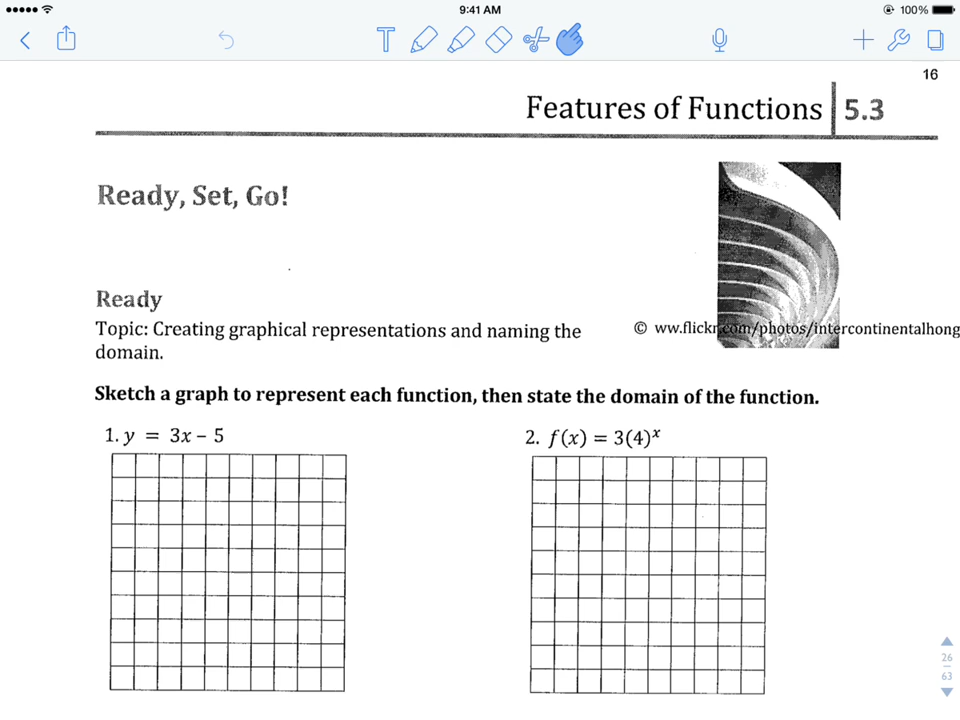 9:41 AM
100%
T
16
Features of Functions 5.3
Ready, Set, Go!
Ready
Topic: Creating graphical representations and naming the
domain.
© ww.flickr.com/photos/intercontinentalhong
Sketch a graph to represent each function, then state the domain of the function.
1. y = 3x – 5
2. f(x) = 3(4)ˣ
26
63